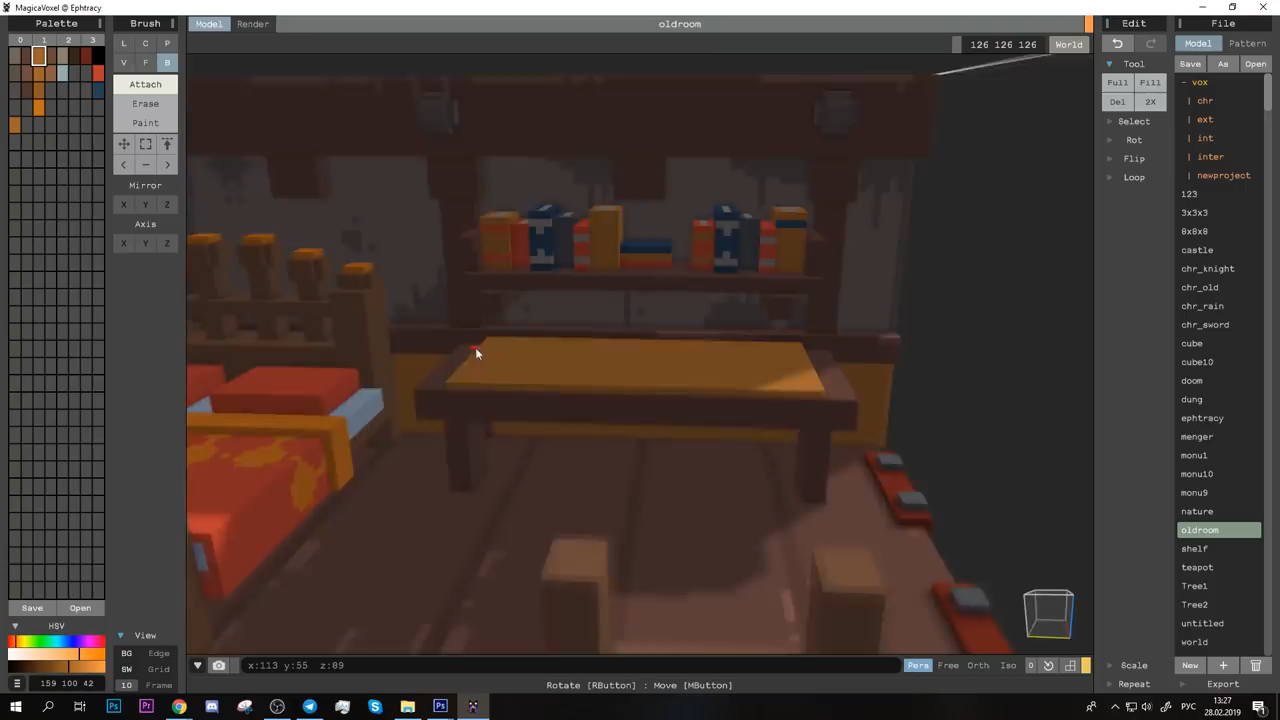 MagicaVoxel @ Ephtracy
Palette
Brush
Model
Render
oldroom
Edit
File
0 1 2 3
L C P
V F B
Attach
Erase
Paint
Mirror
X Y Z
Axis
X Y Z
126 126 126
World
Tool
Full
Fill
Del
2X
Select
Rot
Flip
Loop
Model
Pattern
Save
As
Open
- vox
| chr
| ext
| int
| inter
| newproject
123
3x3x3
8x8x8
castle
chr_knight
chr_old
chr_rain
chr_sword
cube
cube10
doom
dung
ephtracy
menger
monu1
monu10
monu9
nature
oldroom
shelf
teapot
Tree1
Tree2
untitled
world
Save
Open
HSV
159 100 42
View
BG
Edge
SW
Grid
10
Frame
x:113 y:55 z:09
Pers
Free
Orth
Iso
0
New
+
Scale
Repeat
Export
Rotate [RButton] : Move [MButton]
РУС
13:27
28.02.2019